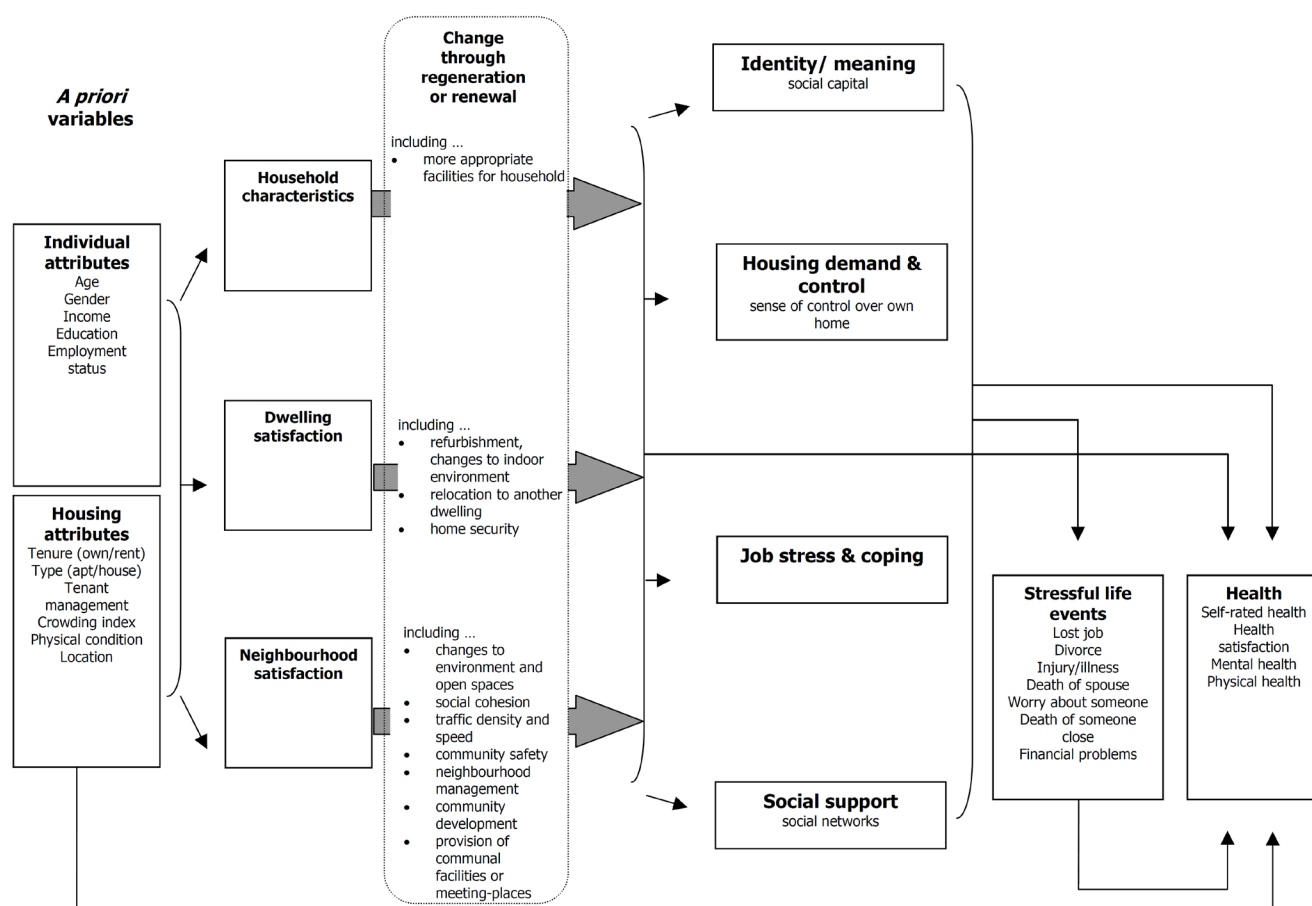 A priori
variables
Individual
attributes
Age
Gender
Income
Education
Employment
status
Housing
attributes
Tenure (own/rent)
Type (apt/house)
Tenant
management
Crowding index
Physical condition
Location
Household
characteristics
Dwelling
satisfaction
Neighbourhood
satisfaction
Change
through
regeneration
or renewal
including ...
• more appropriate
facilities for household
including ...
• refurbishment,
changes to indoor
environment
• relocation to another
dwelling
• home security
including ...
• changes to
environment and
open spaces
• social cohesion
• traffic density and
speed
• community safety
• neighbourhood
management
• community
development
• provision of
communal
facilities or
meeting-places
Identity/ meaning
social capital
Housing demand &
control
sense of control over own
home
Job stress & coping
Social support
social networks
Stressful life
events
Lost job
Divorce
Injury/illness
Death of spouse
Worry about someone
Death of someone
close
Financial problems
Health
Self-rated health
Health
satisfaction
Mental health
Physical health